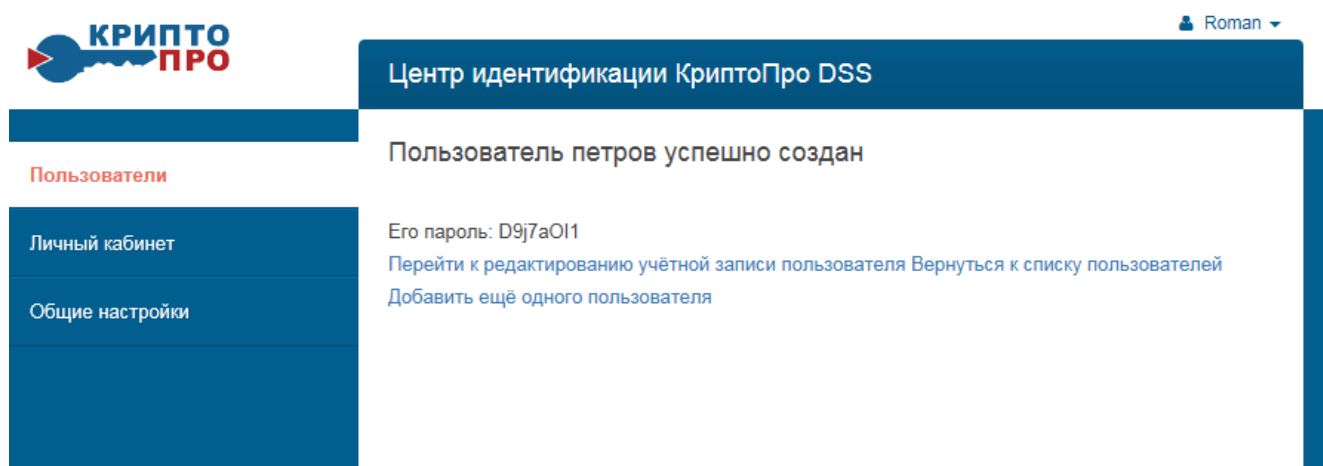 КРИПТО
ПРО
Roman
Центр идентификации КриптоПро DSS
Пользователи
Личный кабинет
Общие настройки
Пользователь петров успешно создан
Его пароль: D9j7aOI1
Перейти к редактированию учётной записи пользователя Вернуться к списку пользователей
Добавить ещё одного пользователя